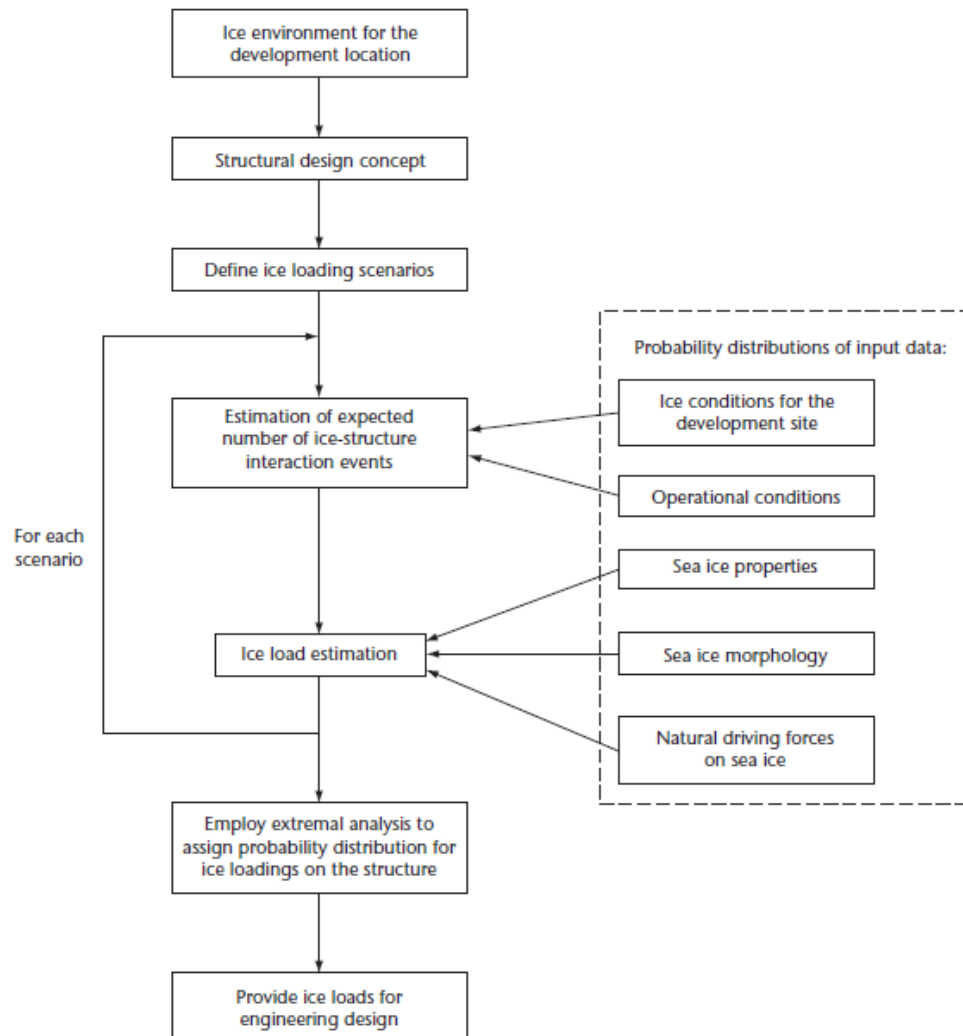 Ice environment for the
development location
Structural design concept
Define ice loading scenarios
Probability distributions of input data:
Ice conditions for the
development site
Estimation of expected
number of ice-structure
interaction events
Operational conditions
For each
scenario
Sea ice properties
Ice load estimation
Sea ice morphology
Natural driving forces
on sea ice
Employ extremal analysis to
assign probability distribution for
ice loadings on the structure
Provide ice loads for
engineering design